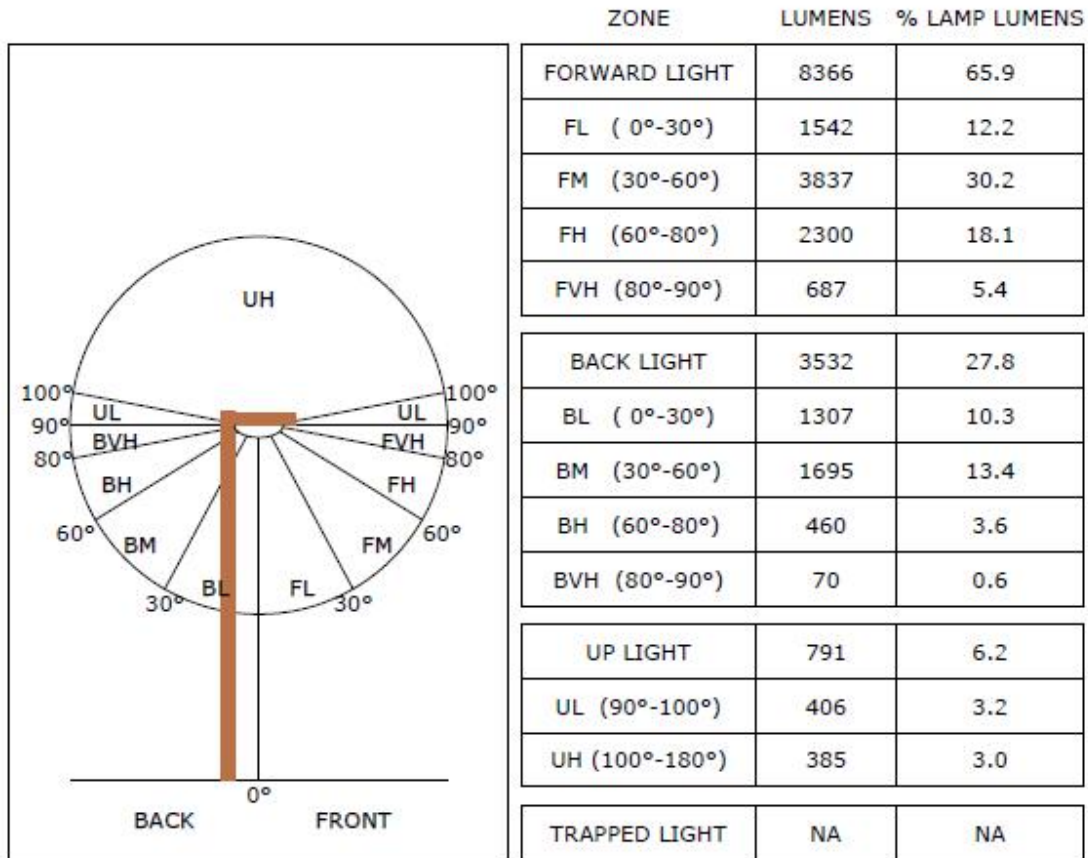 ZONE LUMENS % LAMP LUMENS
FORWARD LIGHT 8366 65.9
FL ( 0°-30°) 1542 12.2
FM (30°-60°) 3837 30.2
FH (60°-80°) 2300 18.1
FVH (80°-90°) 687 5.4
BACK LIGHT 3532 27.8
BL ( 0°-30°) 1307 10.3
BM (30°-60°) 1695 13.4
BH (60°-80°) 460 3.6
BVH (80°-90°) 70 0.6
UP LIGHT 791 6.2
UL (90°-100°) 406 3.2
UH (100°-180°) 385 3.0
TRAPPED LIGHT NA NA
UH
100° 100°
UL UL
90° 90°
BVH FVH
80° 80°
BH FH
60° 60°
BM FM
BL FL
30° 30°
0°
BACK FRONT